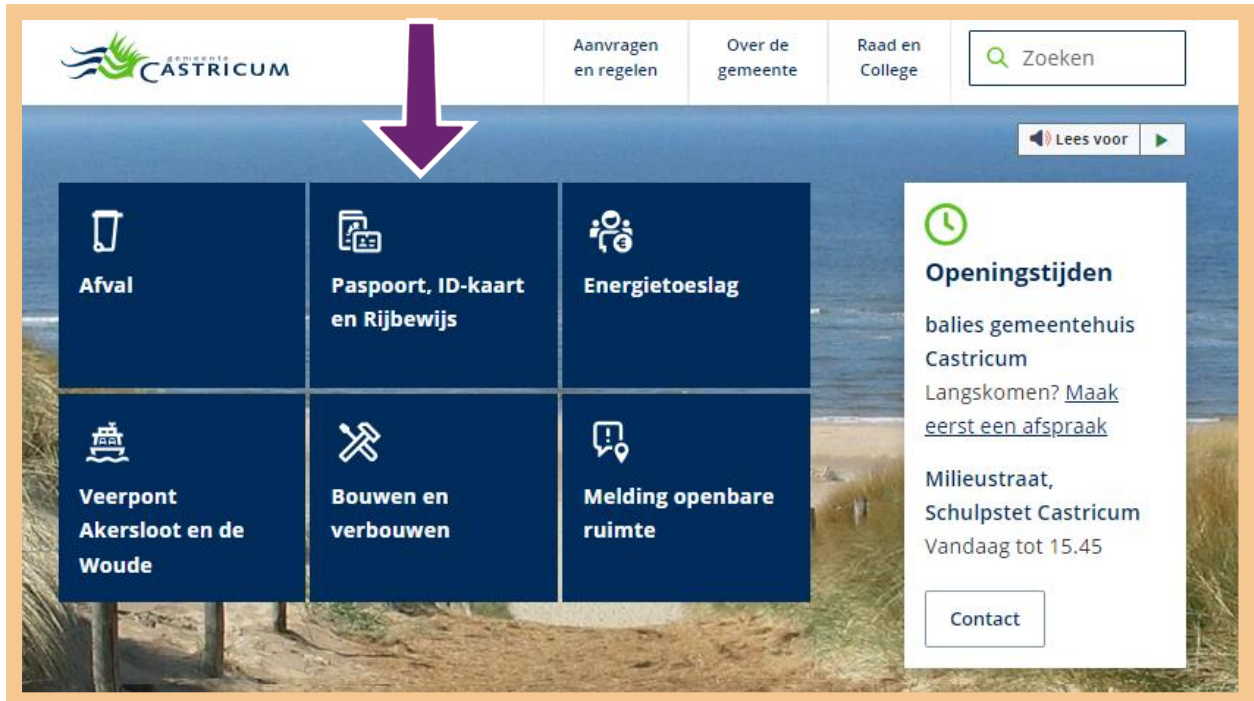 gemeente
CASTRICUM
Aanvragen
en regelen
Over de
gemeente
Raad en
College
Zoeken
Lees voor
Afval
Paspoort, ID-kaart
en Rijbewijs
Energietoeslag
Veerpont
Akersloot en de
Woude
Bouwen en
verbouwen
Melding openbare
ruimte
Openingstijden
balies gemeentehuis
Castricum
Langskomen? Maak
eerst een afspraak
Milieustraat,
Schulpstet Castricum
Vandaag tot 15.45
Contact